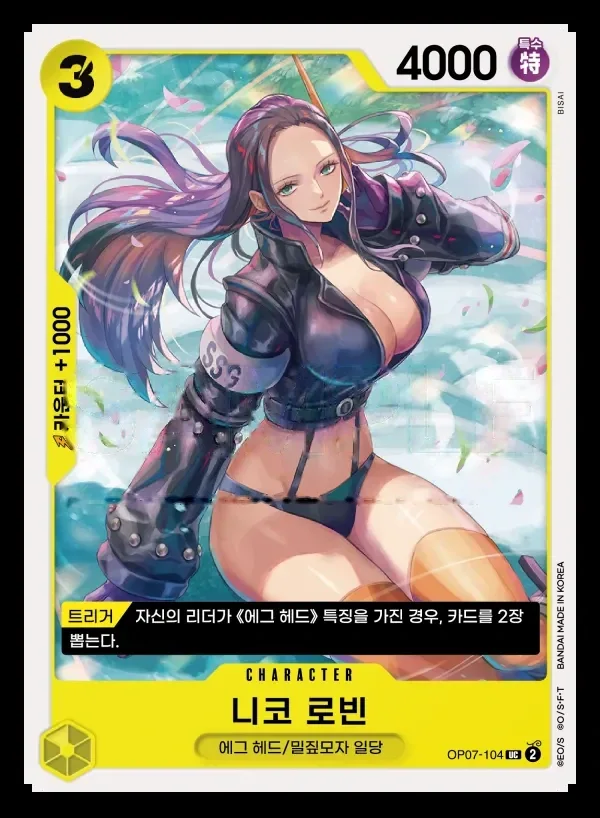 3
4000
특수
特
BISAI
카운터 +1000
SSG
SAMPLE
트리거 자신의 리더가 《에그 헤드》 특징을 가진 경우, 카드를 2장
뽑는다.
CHARACTER
니코 로빈
에그 헤드/밀짚모자 일당
OP07-104 UC 2
©EO/S ©O/S·F·T BANDAI MADE IN KOREA